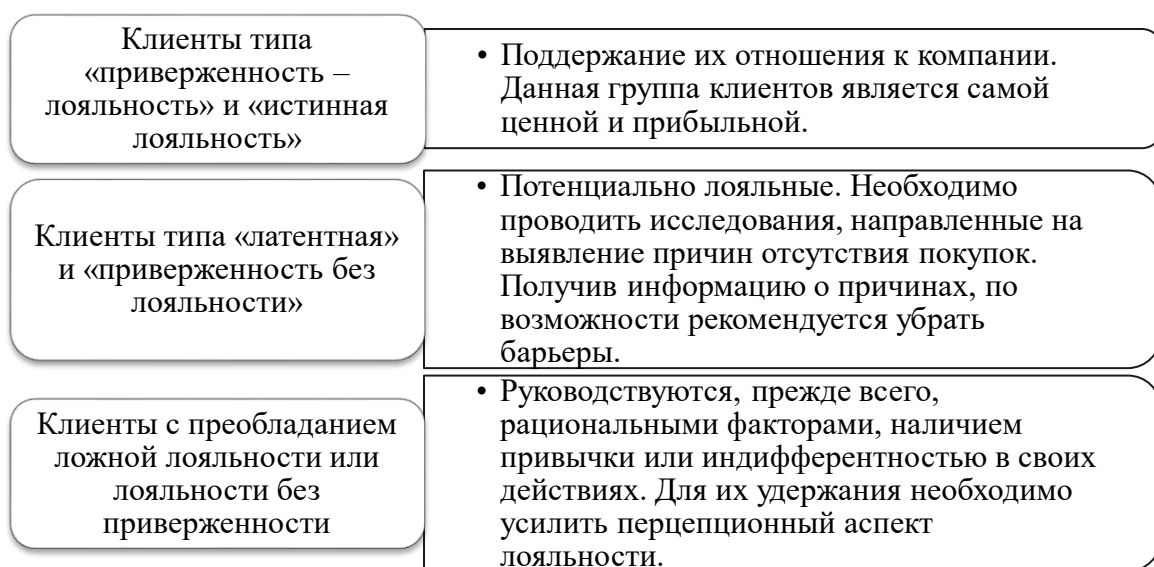 Клиенты типа
«приверженность –
лояльность» и «истинная
лояльность»
• Поддержание их отношения к компании.
Данная группа клиентов является самой
ценной и прибыльной.
Клиенты типа «латентная»
и «приверженность без
лояльности»
• Потенциально лояльные. Необходимо
проводить исследования, направленные на
выявление причин отсутствия покупок.
Получив информацию о причинах, по
возможности рекомендуется убрать
барьеры.
Клиенты с преобладанием
ложной лояльности или
лояльности без
приверженности
• Руководствуются, прежде всего,
рациональными факторами, наличием
привычки или индифферентностью в своих
действиях. Для их удержания необходимо
усилить перцепционный аспект
лояльности.